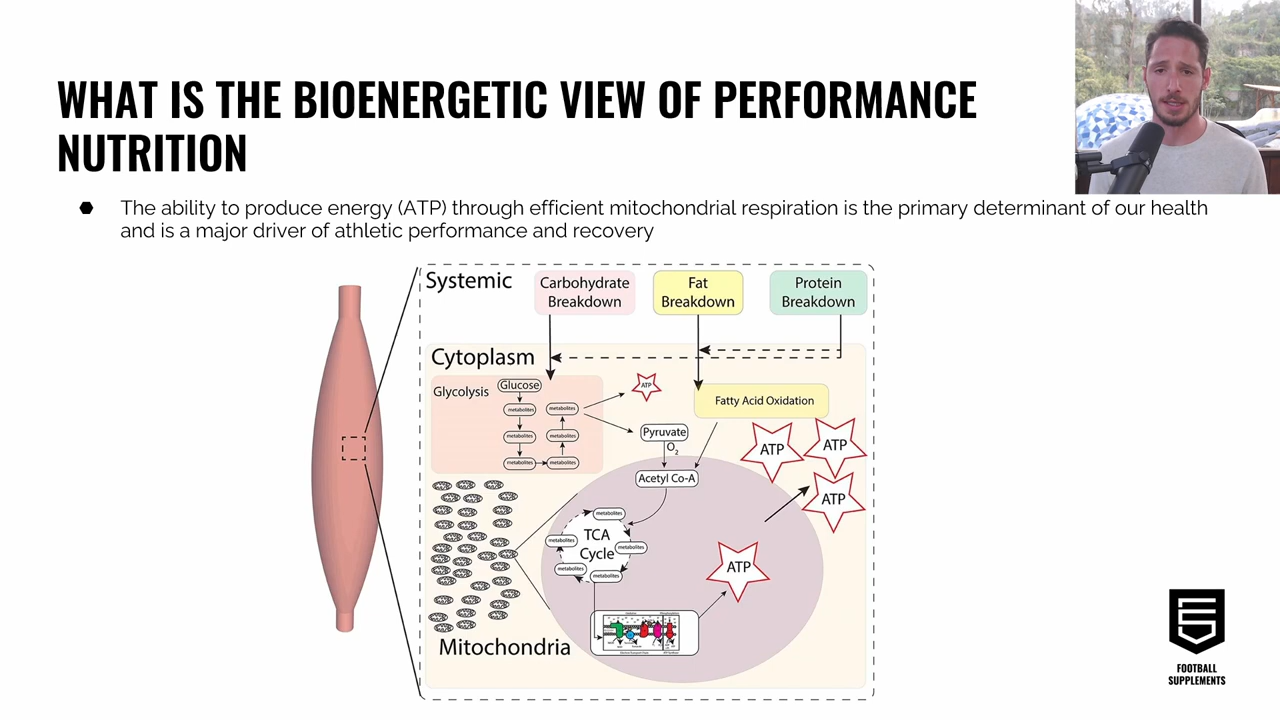 WHAT IS THE BIOENERGETIC VIEW OF PERFORMANCE
NUTRITION
The ability to produce energy (ATP) through efficient mitochondrial respiration is the primary determinant of our health
and is a major driver of athletic performance and recovery
Systemic
Carbohydrate
Breakdown
Fat
Breakdown
Protein
Breakdown
Cytoplasm
Glycolysis
Glucose
metabolites
metabolites
metabolites
metabolites
metabolites
metabolites
ATP
Pyruvate
O2
Acetyl Co-A
Fatty Acid Oxidation
ATP
ATP
ATP
TCA
Cycle
metabolites
metabolites
metabolites
metabolites
metabolites
ATP
Mitochondria
FOOTBALL
SUPPLEMENTS